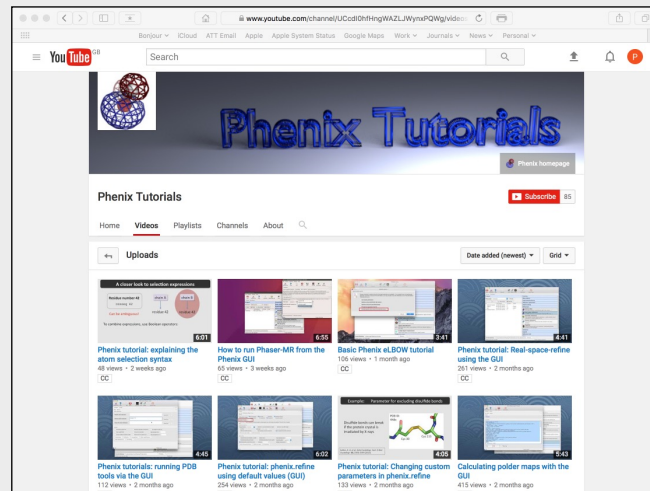 www.youtube.com/channel/UCcdI0hfHngWAZLJWynxPQWg/videos
Bonjour iCloud ATT Email Apple Apple System Status Google Maps Work Journals News Personal
YouTube GB Search P
Phenix Tutorials
Phenix homepage
Phenix Tutorials
Subscribe 85
Home Videos Playlists Channels About
Uploads Date added (newest) Grid
A closer look to selection expressions
6:01 6:55 3:41 4:41
Phenix tutorial: explaining the How to run Phaser-MR from the Basic Phenix eLBOW tutorial Phenix tutorial: Real-space-refine
atom selection syntax Phenix GUI 106 views • 1 month ago using the GUI
48 views • 2 weeks ago 65 views • 3 weeks ago CC 261 views • 2 months ago
CC CC CC
Example: Parameter for excluding disulfide bonds
4:45 6:02 4:05 5:43
Phenix tutorials: running PDB Phenix tutorial: phenix.refine Phenix tutorial: Changing custom Calculating polder maps with the
tools via the GUI using default values (GUI) parameters in phenix.refine GUI
112 views • 2 months ago 254 views • 2 months ago 133 views • 2 months ago 415 views • 2 months ago